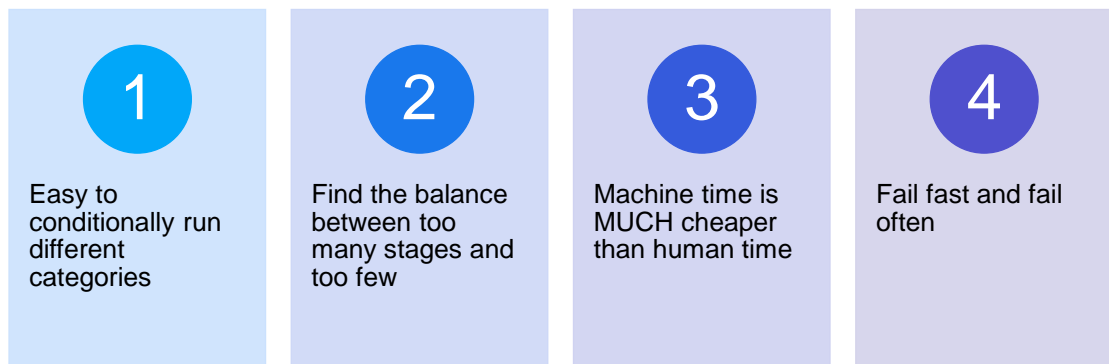 1
Easy to
conditionally run
different
categories
2
Find the balance
between too
many stages and
too few
3
Machine time is
MUCH cheaper
than human time
4
Fail fast and fail
often